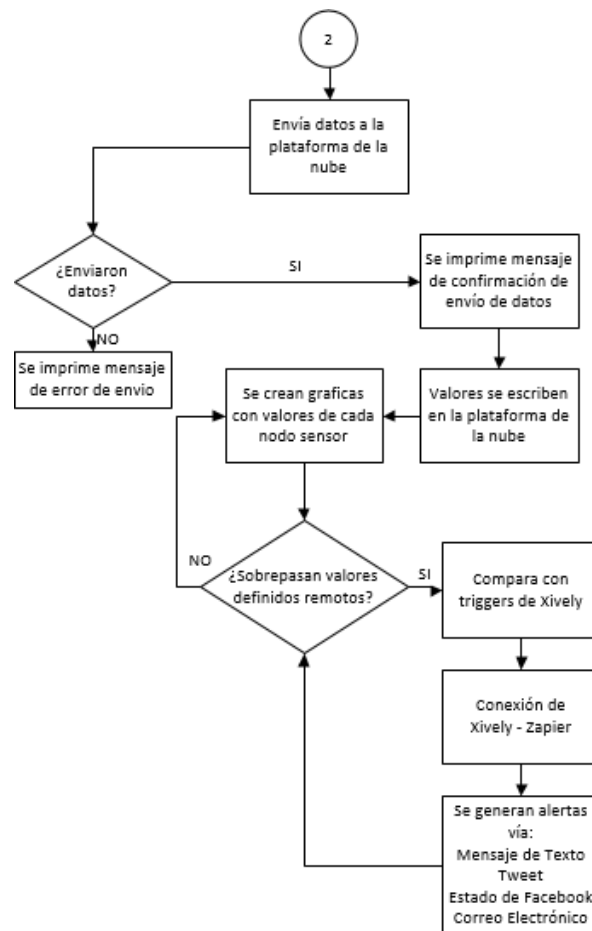 2
Envía datos a la
plataforma de la
nube
¿Enviaron
datos?
SI
Se imprime mensaje
de confirmación de
envío de datos
NO
Se imprime mensaje
de error de envio
Valores se escriben
en la plataforma de
la nube
Se crean graficas
con valores de cada
nodo sensor
NO
¿Sobrepasan valores
definidos remotos?
SI
Compara con
triggers de Xively
Conexión de
Xively - Zapier
Se generan alertas
vía:
Mensaje de Texto
Tweet
Estado de Facebook
Correo Electrónico